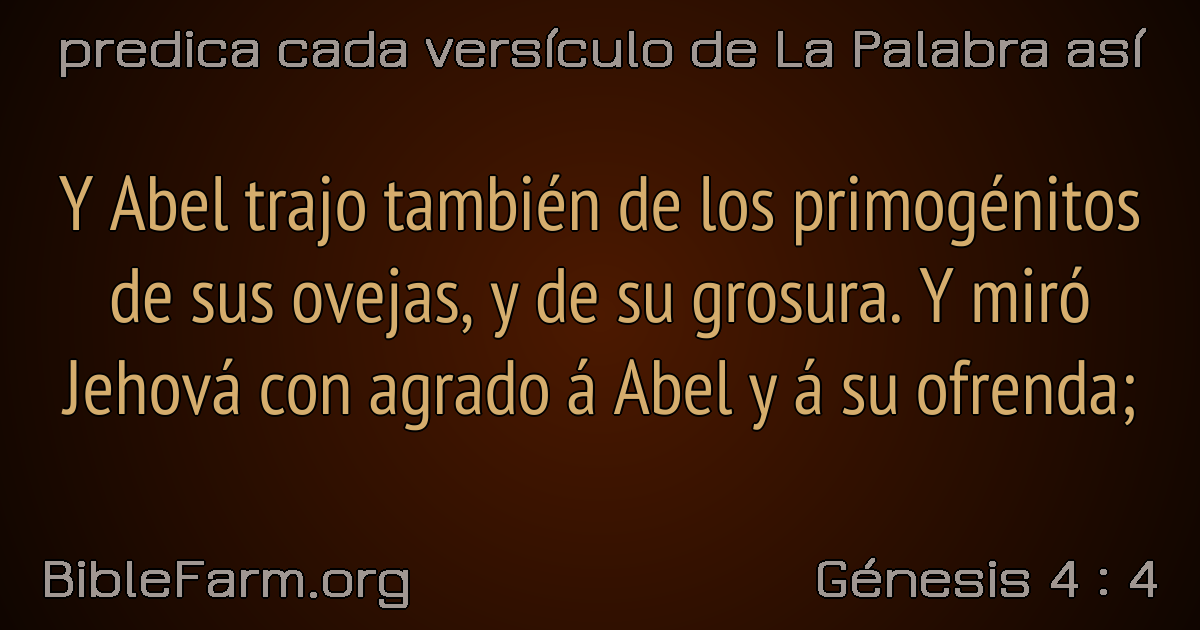 predica cada versículo de La Palabra así
Y Abel trajo también de los primogénitos
de sus ovejas, y de su grosura. Y miró
Jehová con agrado á Abel y á su ofrenda;
BibleFarm.org
Génesis 4 : 4